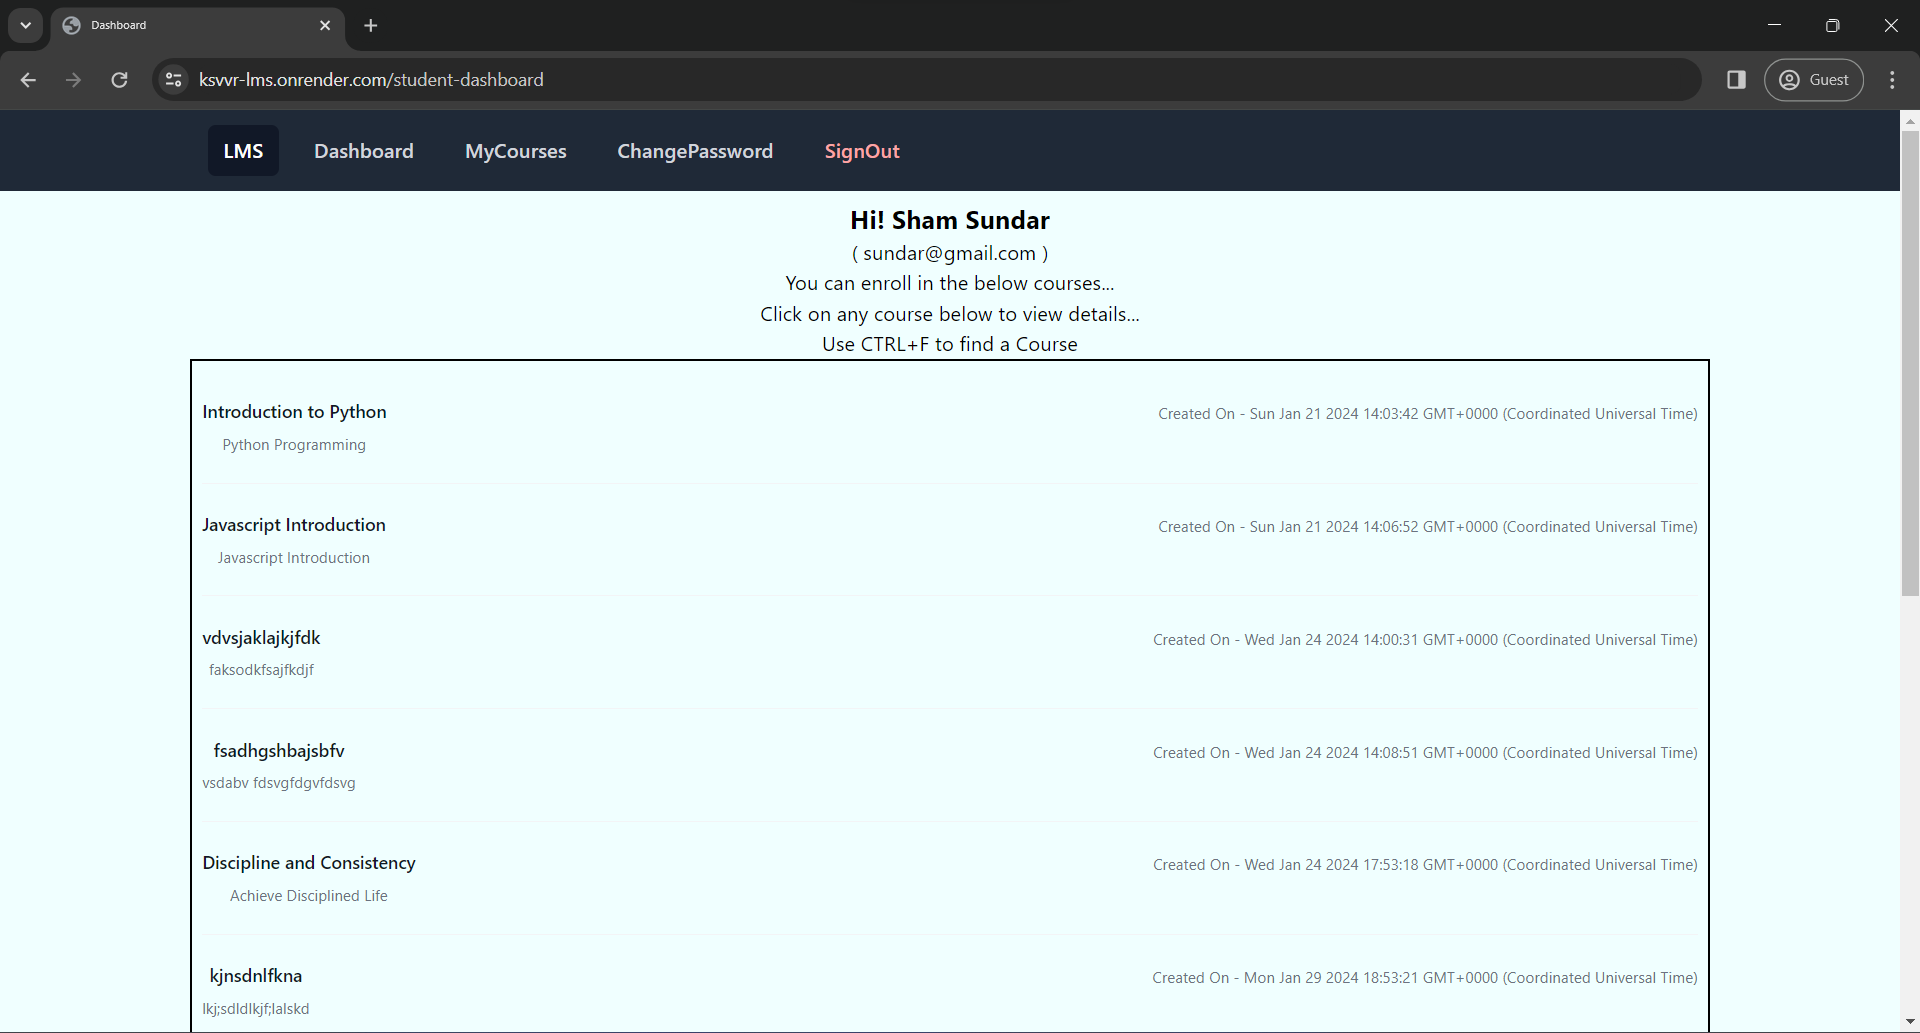 Dashboard
ksvvr-lms.onrender.com/student-dashboard
Guest
LMS Dashboard MyCourses ChangePassword SignOut
Hi! Sham Sundar
( sundar@gmail.com )
You can enroll in the below courses...
Click on any course below to view details...
Use CTRL+F to find a Course
Introduction to Python
Created On - Sun Jan 21 2024 14:03:42 GMT+0000 (Coordinated Universal Time)
Python Programming
Javascript Introduction
Created On - Sun Jan 21 2024 14:06:52 GMT+0000 (Coordinated Universal Time)
Javascript Introduction
vdvsjaklajkjfdk
Created On - Wed Jan 24 2024 14:00:31 GMT+0000 (Coordinated Universal Time)
faksodkfsajfkdjf
fsadhgshbajsbfv
Created On - Wed Jan 24 2024 14:08:51 GMT+0000 (Coordinated Universal Time)
vsdabv fdsvgfdgvfdsvg
Discipline and Consistency
Created On - Wed Jan 24 2024 17:53:18 GMT+0000 (Coordinated Universal Time)
Achieve Disciplined Life
kjnsdnlfkna
Created On - Mon Jan 29 2024 18:53:21 GMT+0000 (Coordinated Universal Time)
lkj;sdldlkjf;lalskd